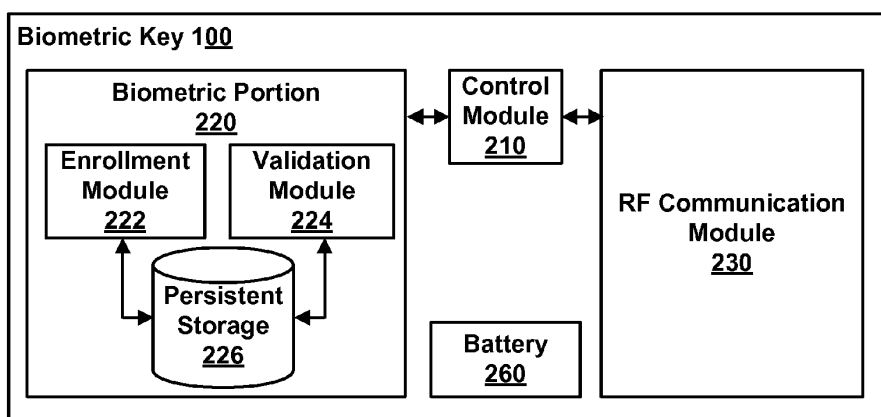 Biometric Key 100
Biometric Portion
220
Enrollment
Module
222
Validation
Module
224
Persistent
Storage
226
Control
Module
210
Battery
260
RF Communication
Module
230